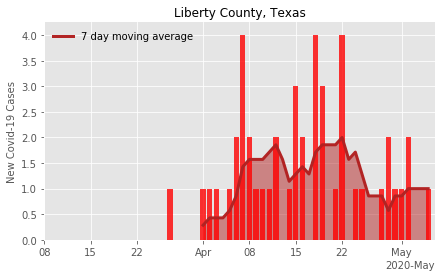 Liberty County, Texas
7 day moving average
New Covid-19 Cases
4.0
3.5
3.0
2.5
2.0
1.5
1.0
0.5
0.0
08 15 22 Apr 08 15 22 May
2020-May